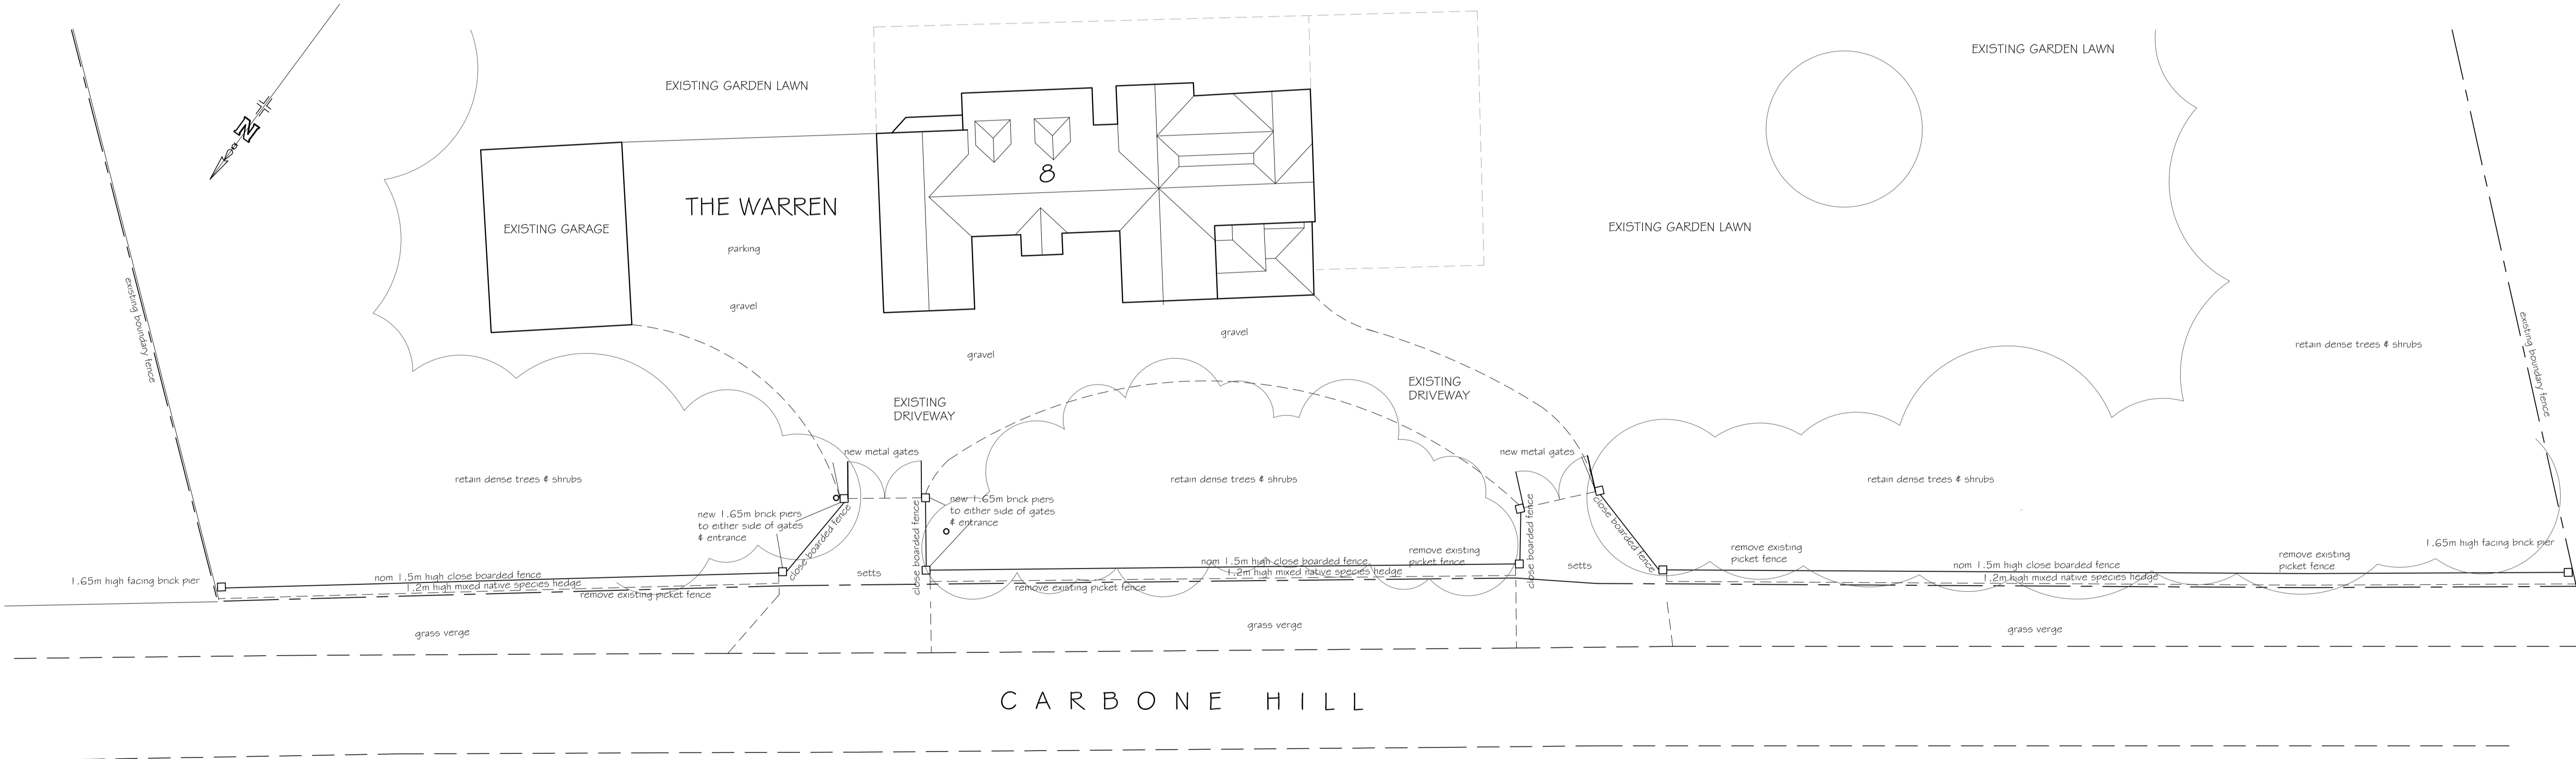 EXISTING GARDEN LAWN
EXISTING GARDEN LAWN
N
8
THE WARREN
EXISTING GARAGE
EXISTING GARDEN LAWN
parking
gravel
gravel
gravel
existing boundary fence
existing boundary fence
retain dense trees & shrubs
EXISTING
DRIVEWAY
EXISTING
DRIVEWAY
new metal gates
new metal gates
retain dense trees & shrubs
retain dense trees & shrubs
retain dense trees & shrubs
new 1.65m brick piers
to either side of gates
& entrance
new 1.65m brick piers
to either side of gates
& entrance
close boarded fence
close boarded fence
close boarded fence
close boarded fence
1.65m high facing brick pier
nom 1.5m high close boarded fence
1.2m high mixed native species hedge
remove existing picket fence
setts
nom 1.5m high close boarded fence
1.2m high mixed native species hedge
remove existing picket fence
remove existing
picket fence
setts
remove existing
picket fence
nom 1.5m high close boarded fence
1.2m high mixed native species hedge
remove existing
picket fence
1.65m high facing brick pier
grass verge
grass verge
grass verge
CARBONE HILL